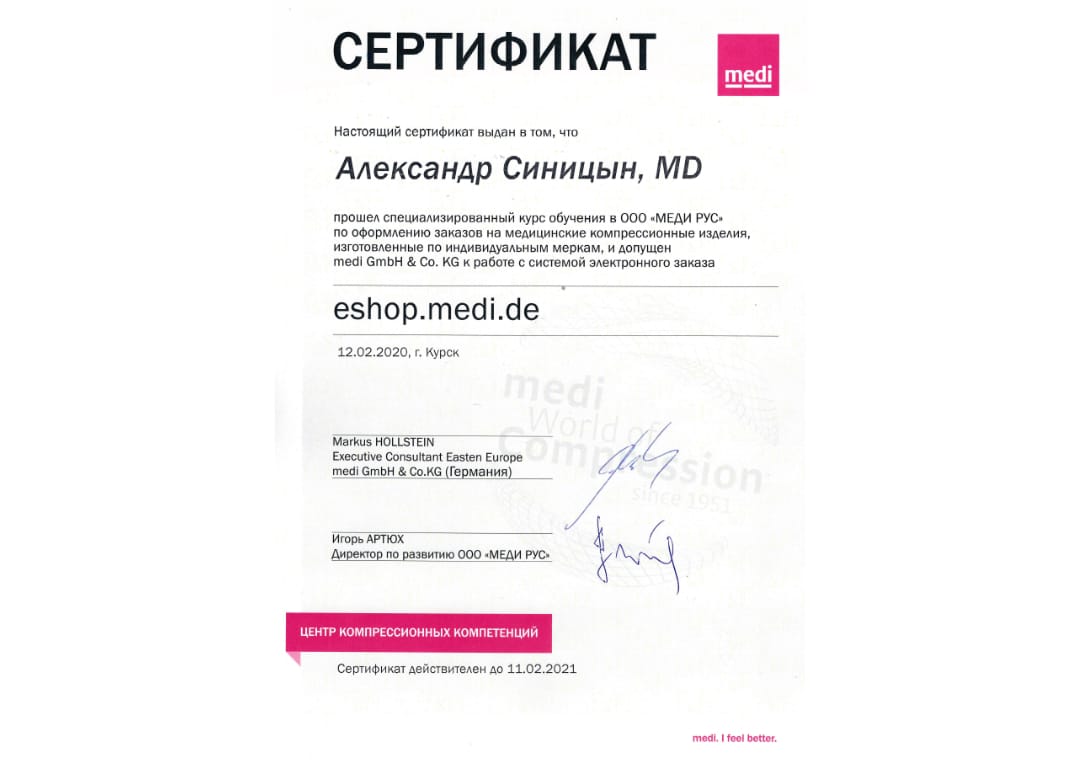 СЕРТИФИКАТ
medi
Настоящий сертификат выдан в том, что
Александр Синицын, MD
прошел специализированный курс обучения в ООО «МЕДИ РУС»
по оформлению заказов на медицинские компрессионные изделия,
изготовленные по индивидуальным меркам, и допущен
medi GmbH & Co. KG к работе с системой электронного заказа
eshop.medi.de
12.02.2020, г. Курск
medi
World of
Compression
since 1951
Markus HOLLSTEIN
Executive Consultant Easten Europe
medi GmbH & Co.KG (Германия)
Игорь АРТЮХ
Директор по развитию ООО «МЕДИ РУС»
ЦЕНТР КОМПРЕССИОННЫХ КОМПЕТЕНЦИЙ
Сертификат действителен до 11.02.2021
medi. I feel better.